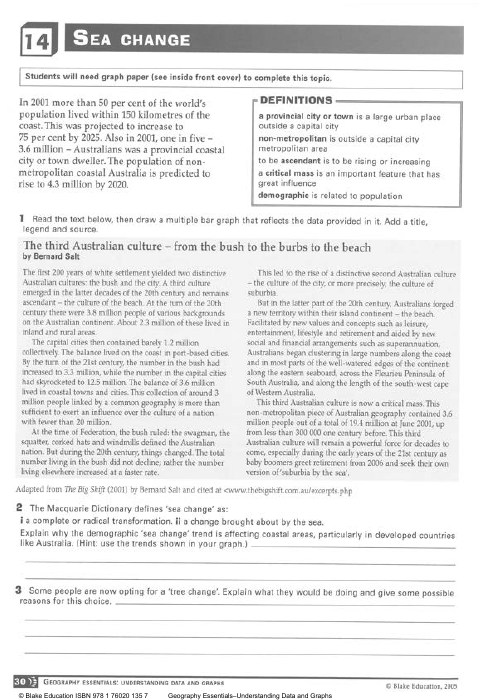 14 SEA CHANGE
Students will need graph paper (see inside front cover) to complete this topic.
In 2001 more than 50 per cent of the world's
population lived within 150 kilometres of the
coast. This was projected to increase to
75 per cent by 2025. Also in 2001, one in five –
3.6 million – Australians was a provincial coastal
city or town dweller. The population of non-
metropolitan coastal Australia is predicted to
rise to 4.3 million by 2020.
DEFINITIONS
a provincial city or town is a large urban place
outside a capital city
non-metropolitan is outside a capital city
metropolitan area
to be ascendant is to be rising or increasing
a critical mass is an important feature that has
great influence
demographic is related to population
1 Read the text below, then draw a multiple bar graph that reflects the data provided in it. Add a title,
legend and source.
The third Australian culture – from the bush to the burbs to the beach
by Bernard Salt
The first 200 years of white settlement yielded two distinctive
Australian cultures: the bush and the city. A third culture
emerged in the latter decades of the 20th century and remains
ascendant – the culture of the beach. At the turn of the 20th
century there were 3.8 million people of various backgrounds
on the Australian continent. About 2.3 million of these lived in
inland and rural areas.
The capital cities then contained barely 1.2 million
collectively. The balance lived on the coast in port-based cities.
By the turn of the 21st century, the number in the bush had
increased to 3.3 million, while the number in the capital cities
had skyrocketed to 12.5 million. The balance of 3.6 million
lived in coastal towns and cities. This collection of around 3
million people linked by a common geography is more than
sufficient to exert an influence over the culture of a nation
with fewer than 20 million.
At the time of Federation, the bush ruled: the swagman, the
squatter, corked hats and windmills defined the Australian
nation. But during the 20th century, things changed. The total
number living in the bush did not decline; rather the number
living elsewhere increased at a faster rate.
This led to the rise of a distinctive second Australian culture
– the culture of the city, or more precisely, the culture of
suburbia.
But in the latter part of the 20th century, Australians forged
a new territory within their island continent – the beach.
Facilitated by new values and concepts such as leisure,
entertainment, lifestyle and retirement and aided by new
social and financial arrangements such as superannuation,
Australians began clustering in large numbers along the coast
and in most parts of the well-watered edges of the continent
along the eastern seaboard, across the Fleurieu Peninsula of
South Australia, and along the length of the south-west cape
of Western Australia.
This third Australian culture is now a critical mass. This
non-metropolitan piece of Australian geography contained 3.6
million people out of a total of 19.4 million at June 2001, up
from less than 300 000 one century before. This third
Australian culture will remain a powerful force for decades to
come, especially during the early years of the 21st century as
baby boomers greet retirement from 2006 and seek their own
version of 'suburbia by the sea'.
Adapted from The Big Shift (2001) by Bernard Salt and cited at <www.thebigshift.com.au/excerpts.php
2 The Macquarie Dictionary defines 'sea change' as:
i a complete or radical transformation. ii a change brought about by the sea.
Explain why the demographic 'sea change' trend is affecting coastal areas, particularly in developed countries
like Australia. (Hint: use the trends shown in your graph.)
3 Some people are now opting for a 'tree change'. Explain what they would be doing and give some possible
reasons for this choice.
30 GEOGRAPHY ESSENTIALS: UNDERSTANDING DATA AND GRAPHS
© Blake Education, 2005
© Blake Education ISBN 978 1 76020 135 7 Geography Essentials–Understanding Data and Graphs